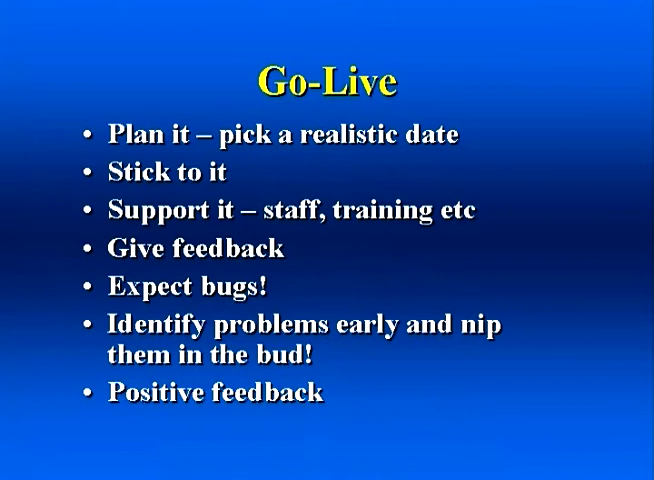 Go-Live
• Plan it – pick a realistic date
• Stick to it
• Support it – staff, training etc
• Give feedback
• Expect bugs!
• Identify problems early and nip
them in the bud!
• Positive feedback